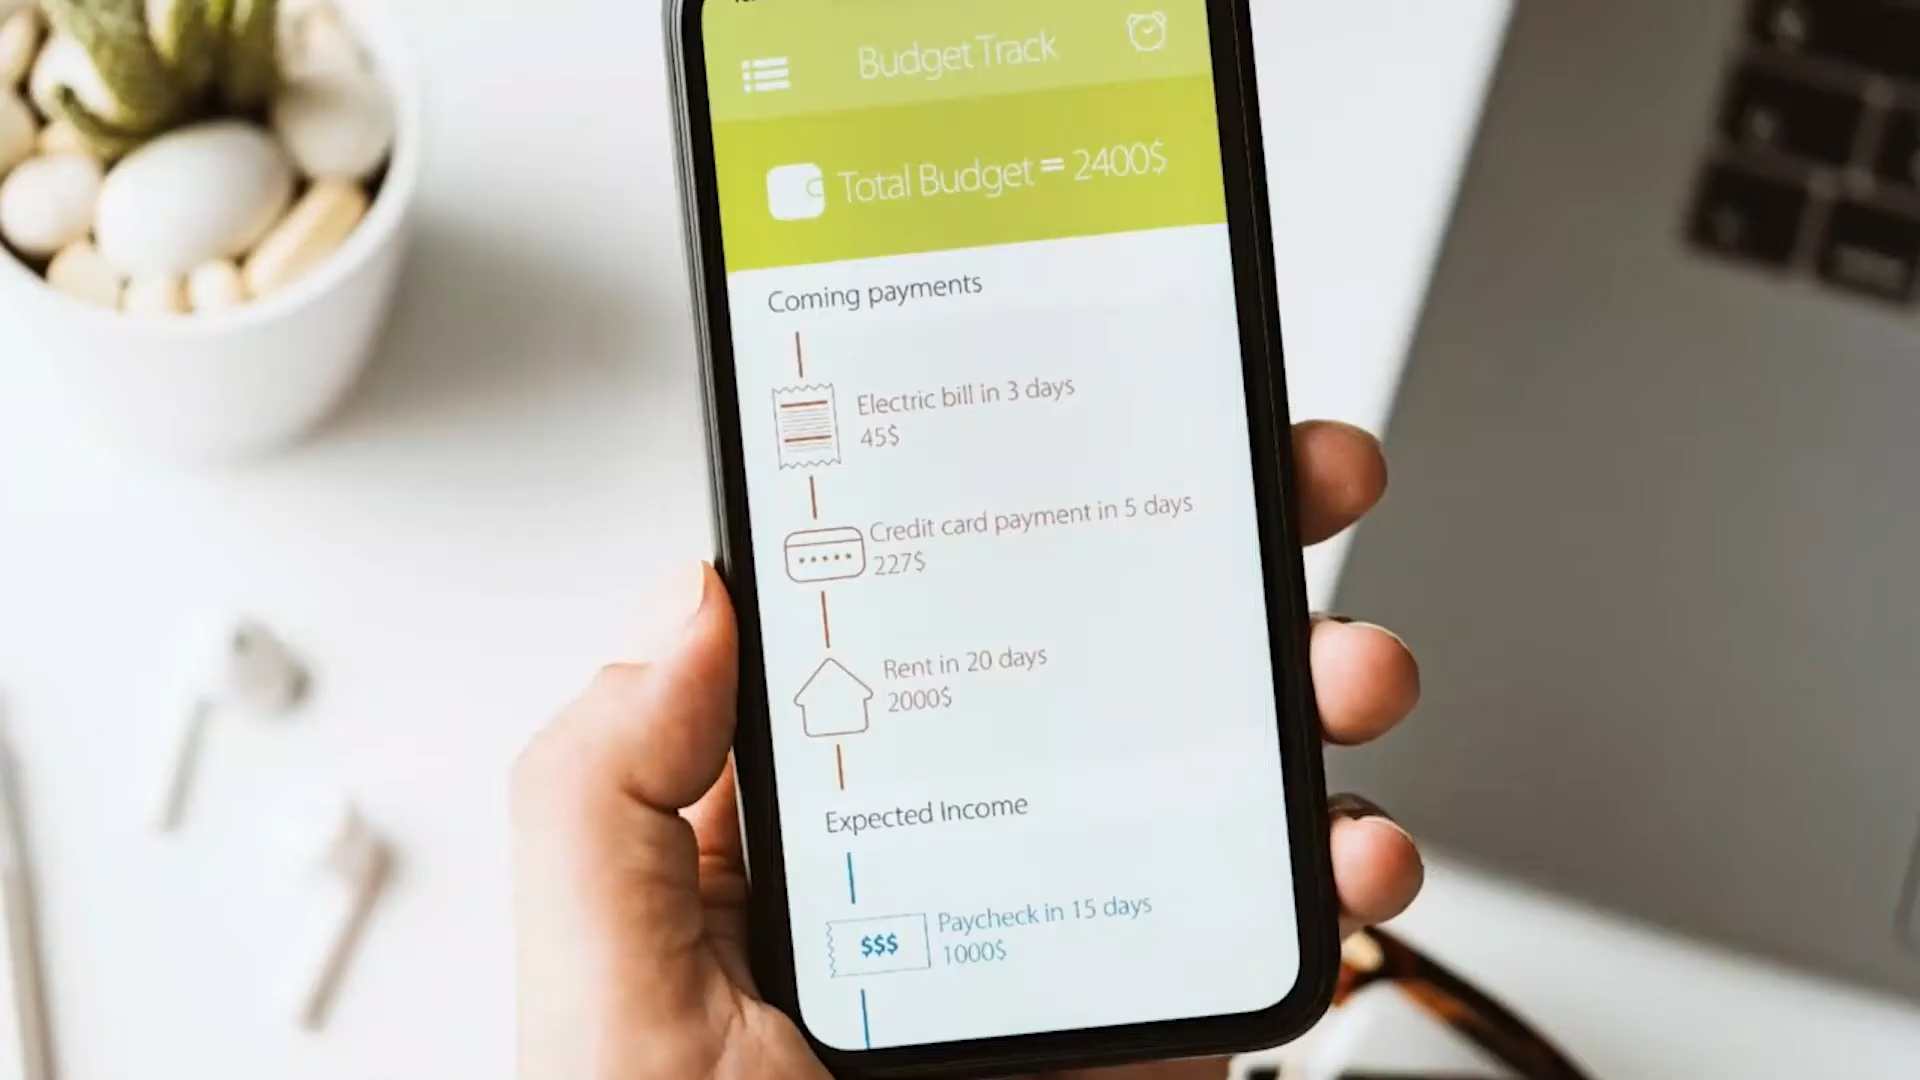 Budget Track
Total Budget = 2400$
Coming payments
Electric bill in 3 days
45$
Credit card payment in 5 days
227$
Rent in 20 days
2000$
Expected Income
Paycheck in 15 days
$$$
1000$